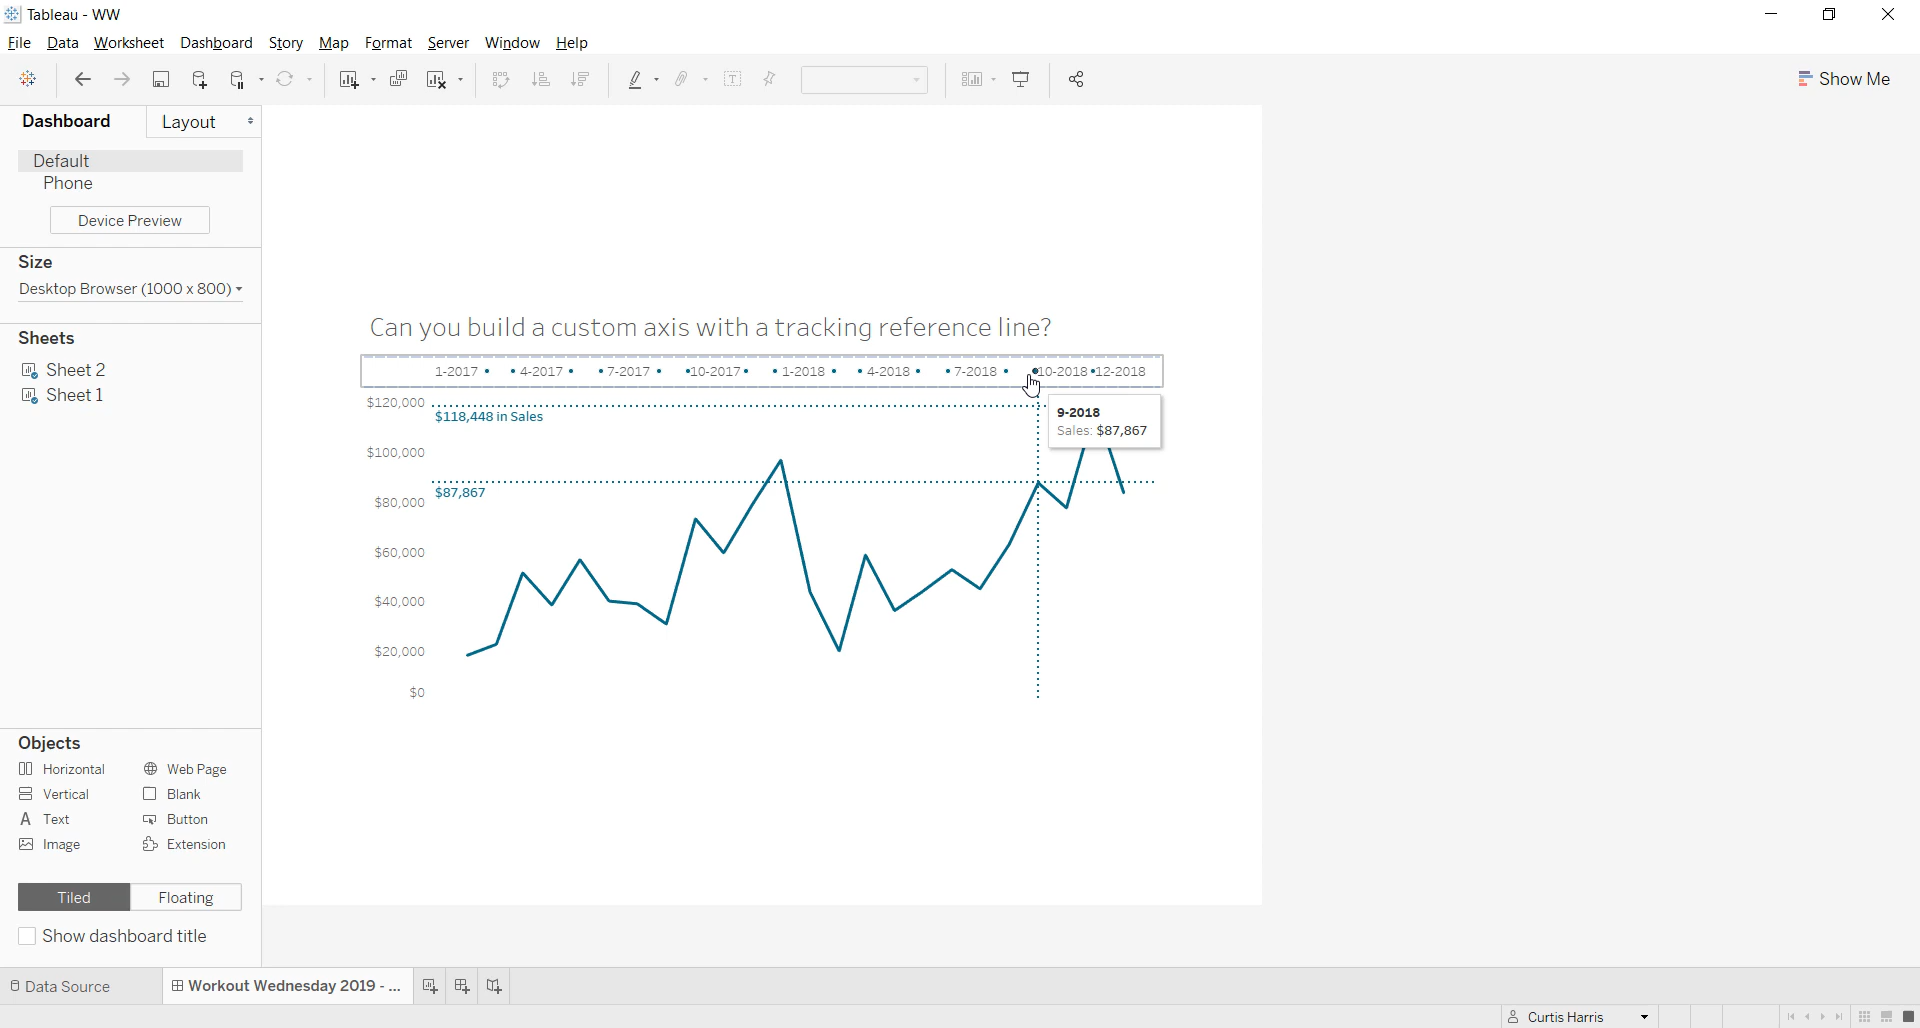 Tableau - WW
File Data Worksheet Dashboard Story Map Format Server Window Help
Show Me
Dashboard Layout
Default
Phone
Device Preview
Size
Desktop Browser (1000 x 800)
Sheets
Sheet 2
Sheet 1
Can you build a custom axis with a tracking reference line?
1-2017 4-2017 7-2017 10-2017 1-2018 4-2018 7-2018 10-2018 12-2018
$120,000
$118,448 in Sales
9-2018
Sales: $87,867
$100,000
$87,867
$80,000
$60,000
$40,000
$20,000
$0
Objects
Horizontal Web Page
Vertical Blank
A Text Button
Image Extension
Tiled Floating
Show dashboard title
Data Source Workout Wednesday 2019 - ...
Curtis Harris